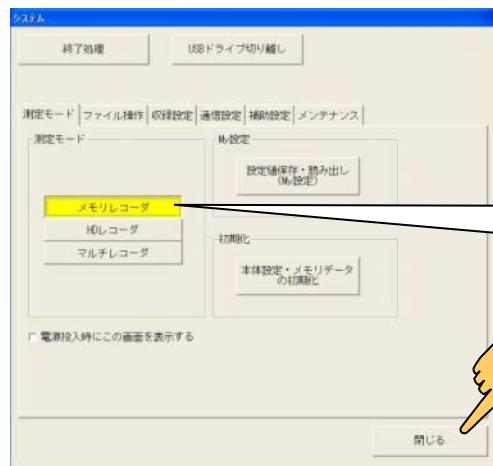 システム
終了処理
USBドライブ切り離し
測定モード ファイル操作 収録設定 通信設定 補助設定 メンテナンス
測定モード
My設定
設定値保存・読み出し
(My設定)
メモリレコーダ
HDレコーダ
マルチレコーダ
初期化
本体設定・メモリデータ
の初期化
電源投入時にこの画面を表示する
閉じる